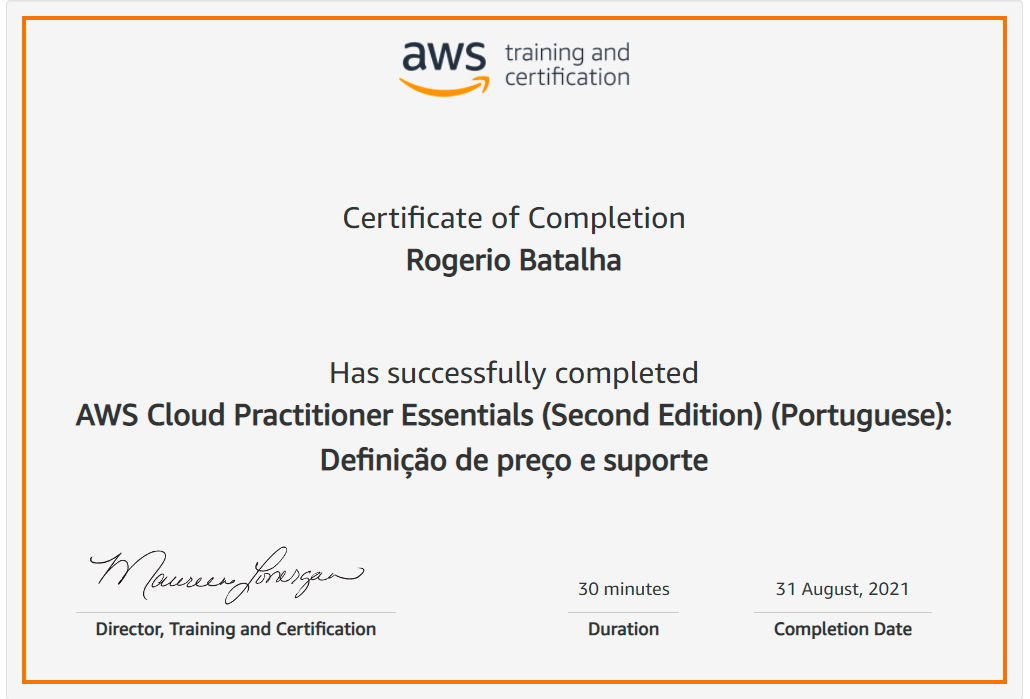 aws training and
certification
Certificate of Completion
Rogerio Batalha
Has successfully completed
AWS Cloud Practitioner Essentials (Second Edition) (Portuguese):
Definição de preço e suporte
Maureen Lonergan
30 minutes
31 August, 2021
Director, Training and Certification
Duration
Completion Date